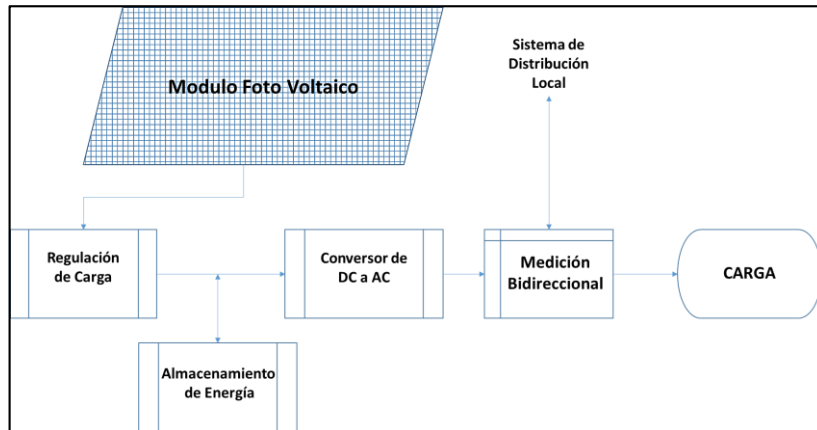 Modulo Foto Voltaico
Sistema de
Distribución
Local
Regulación
de Carga
Conversor de
DC a AC
Medición
Bidireccional
CARGA
Almacenamiento
de Energía